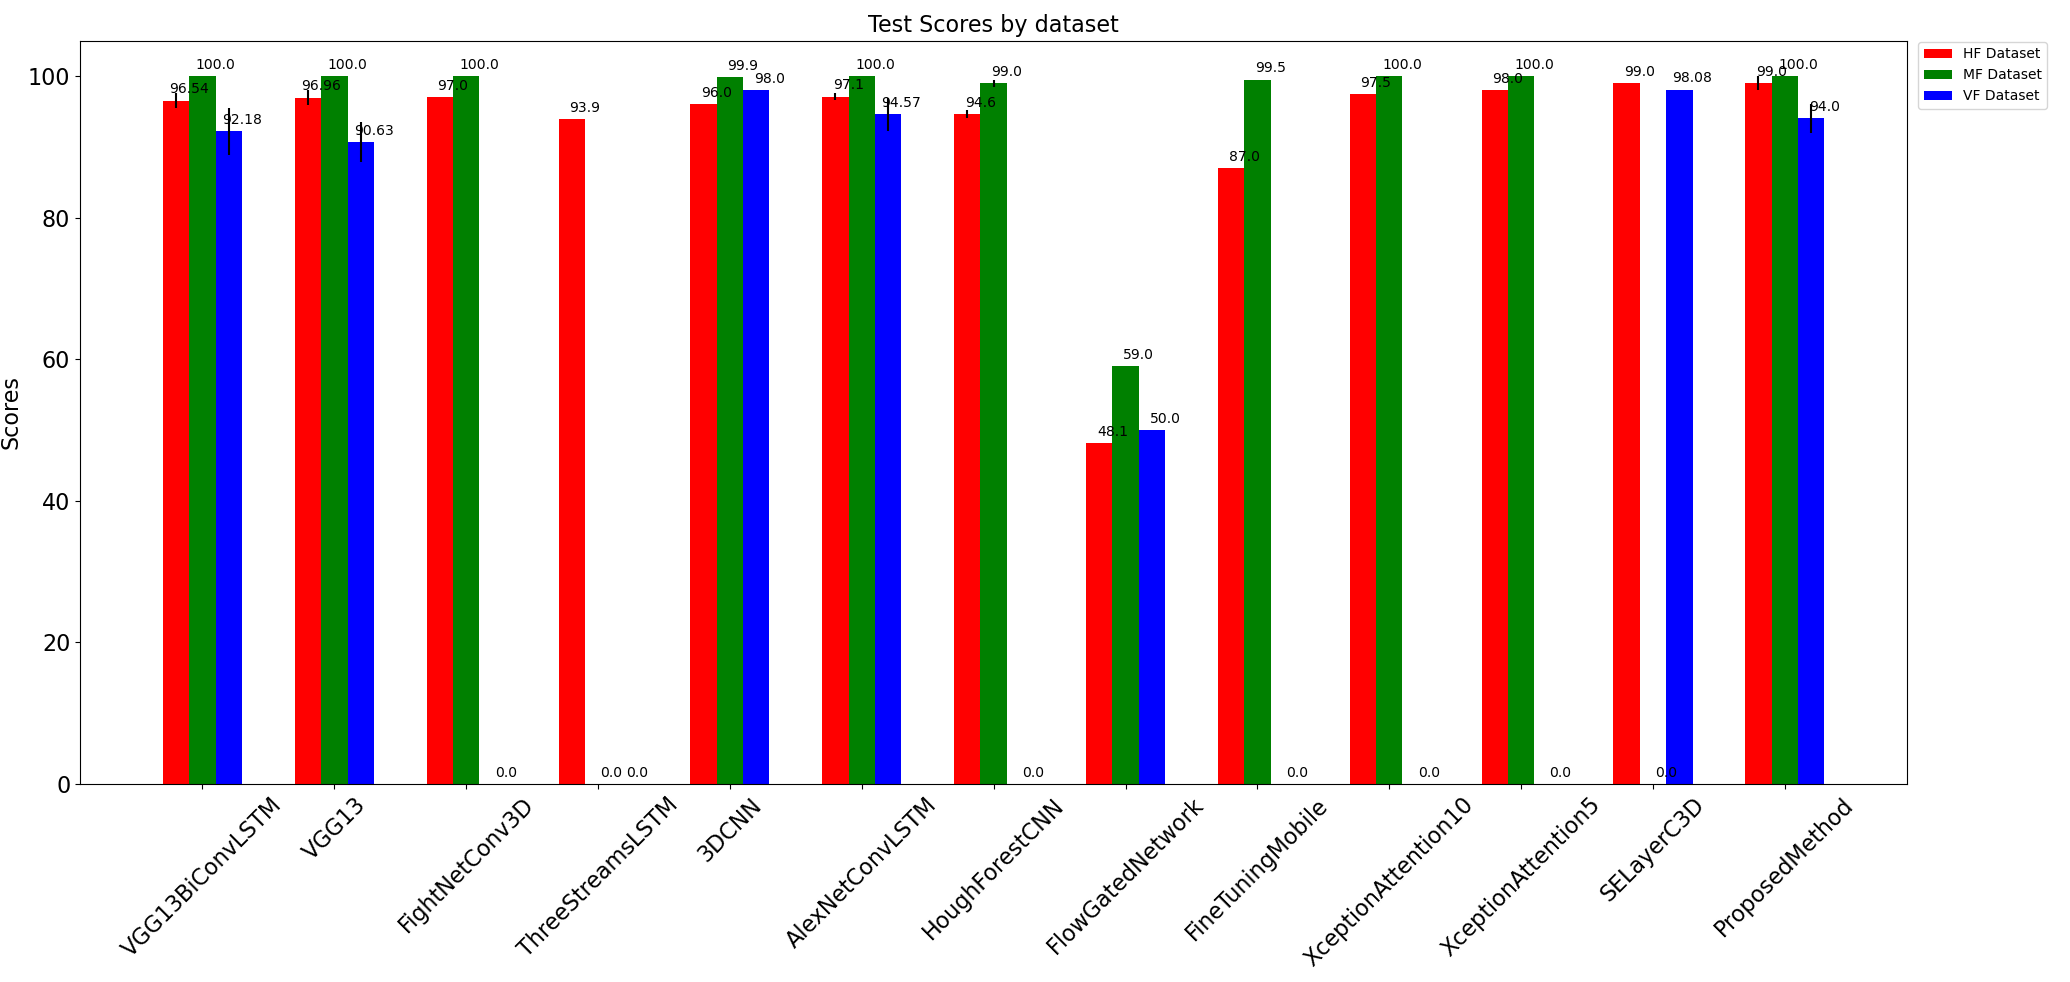 Test Scores by dataset
HF Dataset
MF Dataset
VF Dataset
Scores
100
80
60
40
20
0
96.54 100.0 92.18
96.96 100.0 90.63
97.0 100.0 0.0
93.9 0.0 0.0
96.0 99.9 98.0
97.1 100.0 94.57
94.6 99.0 0.0
48.1 59.0 50.0
87.0 99.5 0.0
97.5 100.0 0.0
98.0 100.0 0.0
99.0 0.0 98.08
99.0 100.0 94.0
VGG13BiConvLSTM
VGG13
FightNetConv3D
ThreeStreamsLSTM
3DCNN
AlexNetConvLSTM
HoughForestCNN
FlowGatedNetwork
FineTuningMobile
XceptionAttention10
XceptionAttention5
SELayerC3D
ProposedMethod